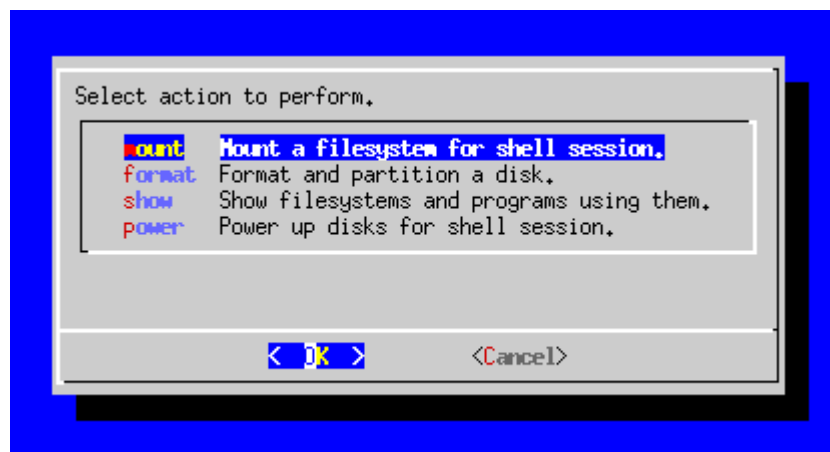 Select action to perform.
mount Mount a filesystem for shell session.
format Format and partition a disk.
show Show filesystems and programs using them.
power Power up disks for shell session.
< OK > <Cancel>